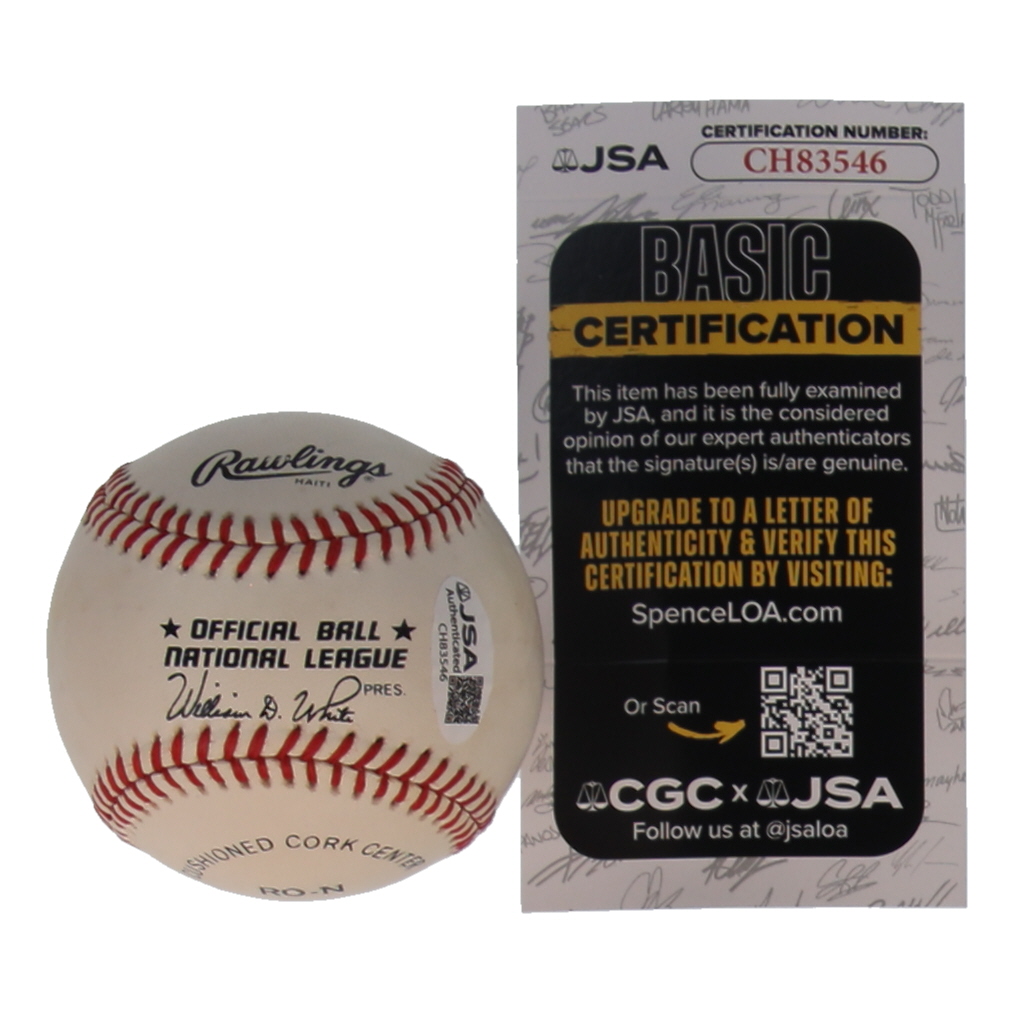 Rawlings
HAITI
®
★ OFFICIAL BALL ★
NATIONAL LEAGUE
William D. White PRES.
CUSHIONED CORK CENTER
RO-N
JSA
Authenticated
CH83546
JSA
CERTIFICATION NUMBER:
CH83546
BASIC
CERTIFICATION
This item has been fully examined
by JSA, and it is the considered
opinion of our expert authenticators
that the signature(s) is/are genuine.
UPGRADE TO A LETTER OF
AUTHENTICITY & VERIFY THIS
CERTIFICATION BY VISITING:
SpenceLOA.com
Or Scan
CGC x JSA
Follow us at @jsaloa